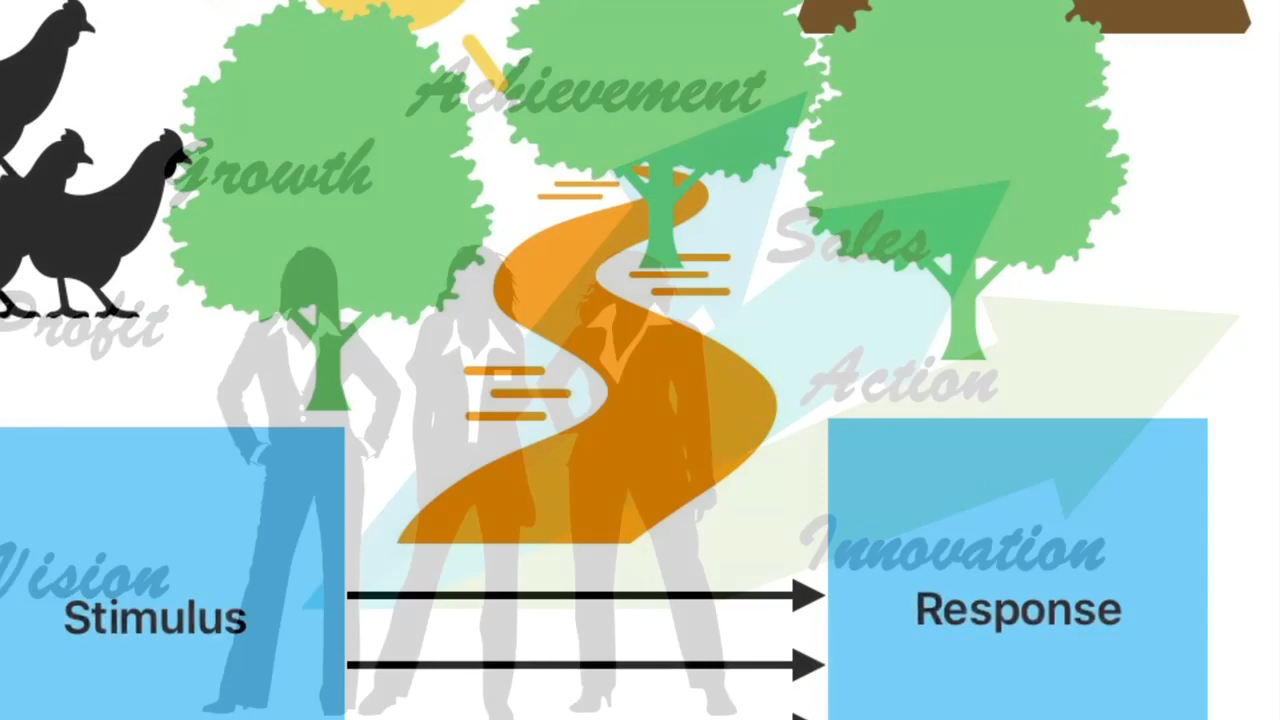 Achievement
Growth
Sales
Profit
Action
Innovation
Vision
Stimulus
Response